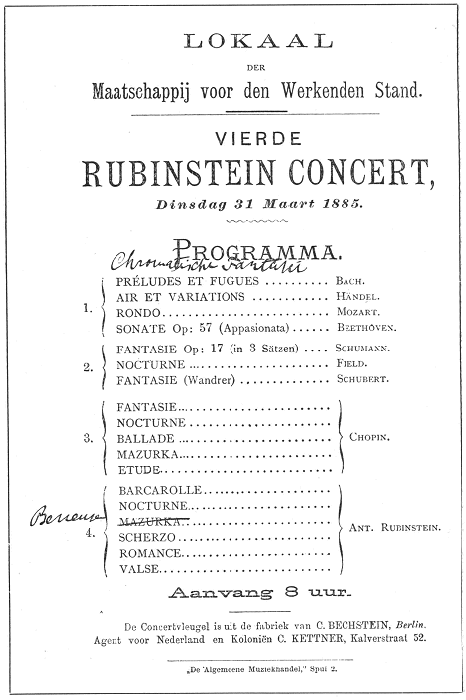 LOKAAL
DER
Maatschappij voor den Werkenden Stand.
VIERDE
RUBINSTEIN CONCERT,
Dinsdag 31 Maart 1885.
PROGRAMMA.
Chromatische Fantasie
1. PRÉLUDES ET FUGUES .......... BACH.
AIR ET VARIATIONS ............ HÄNDEL.
RONDO......................... MOZART.
SONATE Op: 57 (Appasionata) ...... BEETHOVEN.
2. FANTASIE Op: 17 (in 3 Sätzen) .... SCHUMANN.
NOCTURNE ..................... FIELD.
FANTASIE (Wandrer) .............. SCHUBERT.
3. FANTASIE...
NOCTURNE
BALLADE ...
MAZURKA... CHOPIN.
ETUDE...
BARCAROLLE...
NOCTURNE...
Berceuse MAZURKA...
4. SCHERZO... ANT. RUBINSTEIN.
ROMANCE...
VALSE...
Aanvang 8 uur.
De Concertvleugel is uit de fabriek van C. BECHSTEIN, Berlin.
Agent voor Nederland en Koloniën C. KETTNER, Kalverstraat 52.
„De Algemeene Muziekhandel," Spui 2.